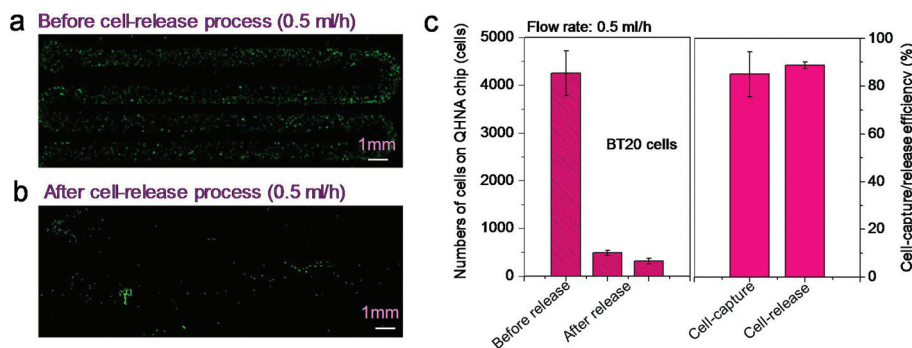 a Before cell-release process (0.5 ml/h)
1mm
b After cell-release process (0.5 ml/h)
1mm
c
Flow rate: 0.5 ml/h
BT20 cells
Numbers of cells on QHNA chip (cells)
5000
4000
3000
2000
1000
0
Before release
After release
100
80
60
40
20
0
Cell-capture/release efficiency (%)
Cell-capture
Cell-release